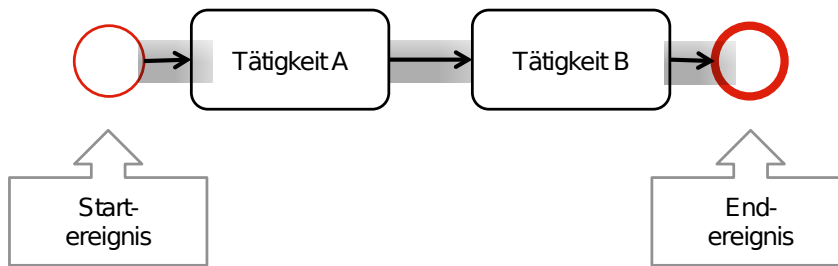 Tätigkeit A
Tätigkeit B
Start-
ereignis
End-
ereignis